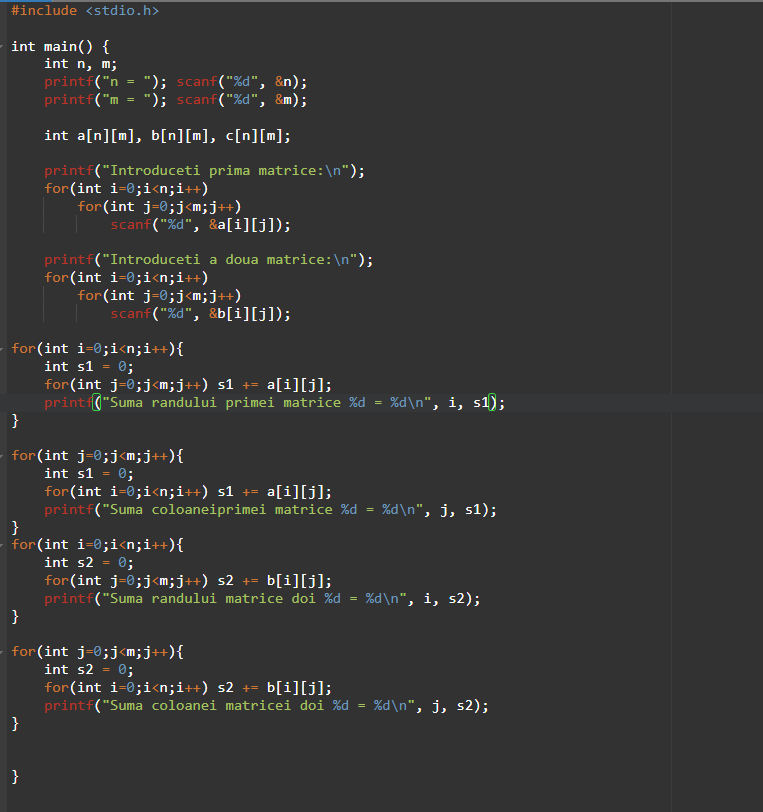 #include <stdio.h>
int main() {
int n, m;
printf("n = "); scanf("%d", &n);
printf("m = "); scanf("%d", &m);
int a[n][m], b[n][m], c[n][m];
printf("Introduceti prima matrice:\n");
for(int i=0;i<n;i++)
for(int j=0;j<m;j++)
scanf("%d", &a[i][j]);
printf("Introduceti a doua matrice:\n");
for(int i=0;i<n;i++)
for(int j=0;j<m;j++)
scanf("%d", &b[i][j]);
for(int i=0;i<n;i++){
int s1 = 0;
for(int j=0;j<m;j++) s1 += a[i][j];
printf("Suma randului primei matrice %d = %d\n", i, s1);
}
for(int j=0;j<m;j++){
int s1 = 0;
for(int i=0;i<n;i++) s1 += a[i][j];
printf("Suma coloaneiprimei matrice %d = %d\n", j, s1);
}
for(int i=0;i<n;i++){
int s2 = 0;
for(int j=0;j<m;j++) s2 += b[i][j];
printf("Suma randului matrice doi %d = %d\n", i, s2);
}
for(int j=0;j<m;j++){
int s2 = 0;
for(int i=0;i<n;i++) s2 += b[i][j];
printf("Suma coloanei matricei doi %d = %d\n", j, s2);
}
}